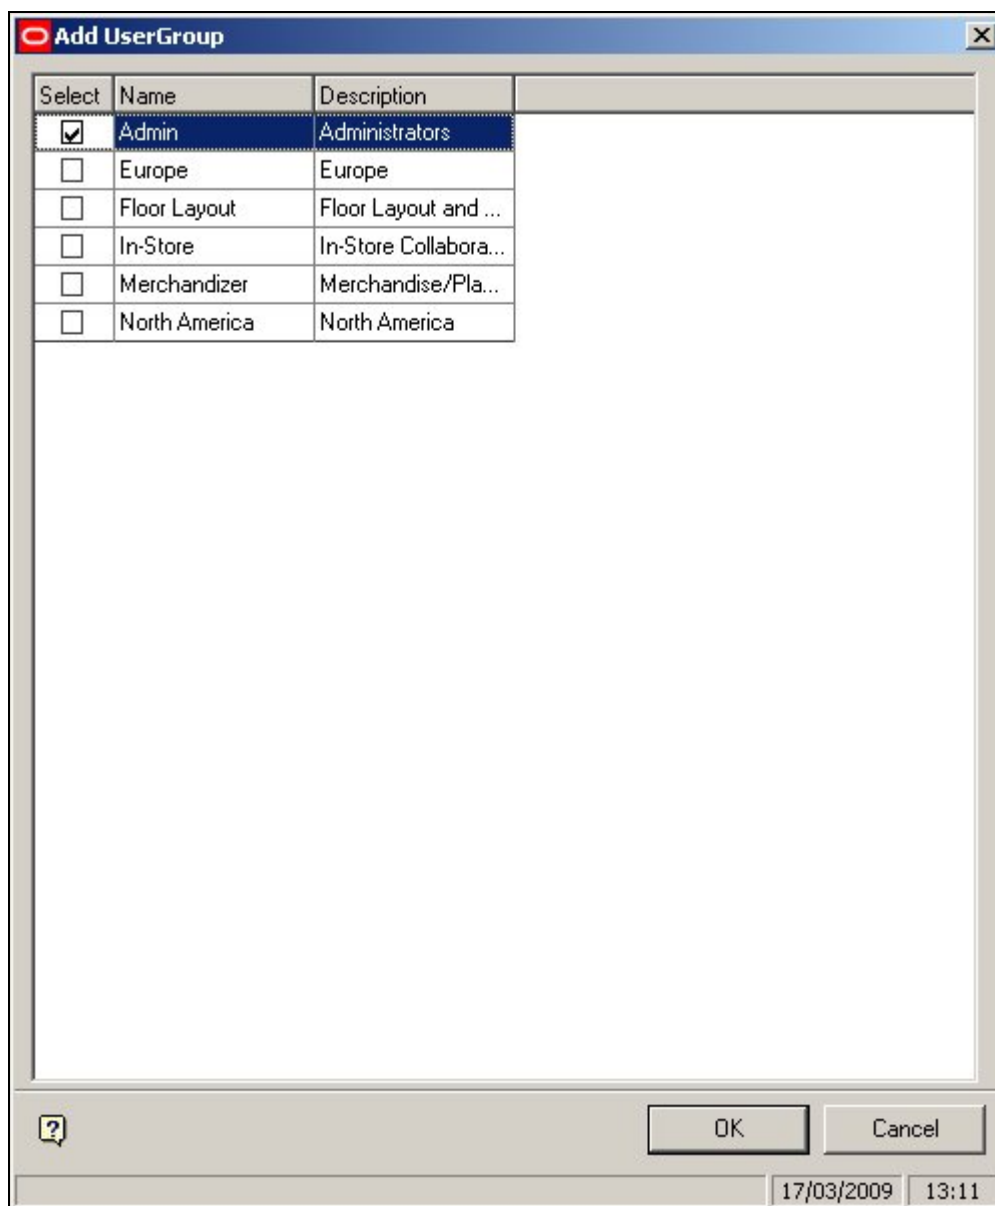 Add UserGroup
Select Name Description
Admin Administrators
Europe Europe
Floor Layout Floor Layout and ...
In-Store In-Store Collabora...
Merchandizer Merchandise/Pla...
North America North America
OK Cancel
17/03/2009 13:11